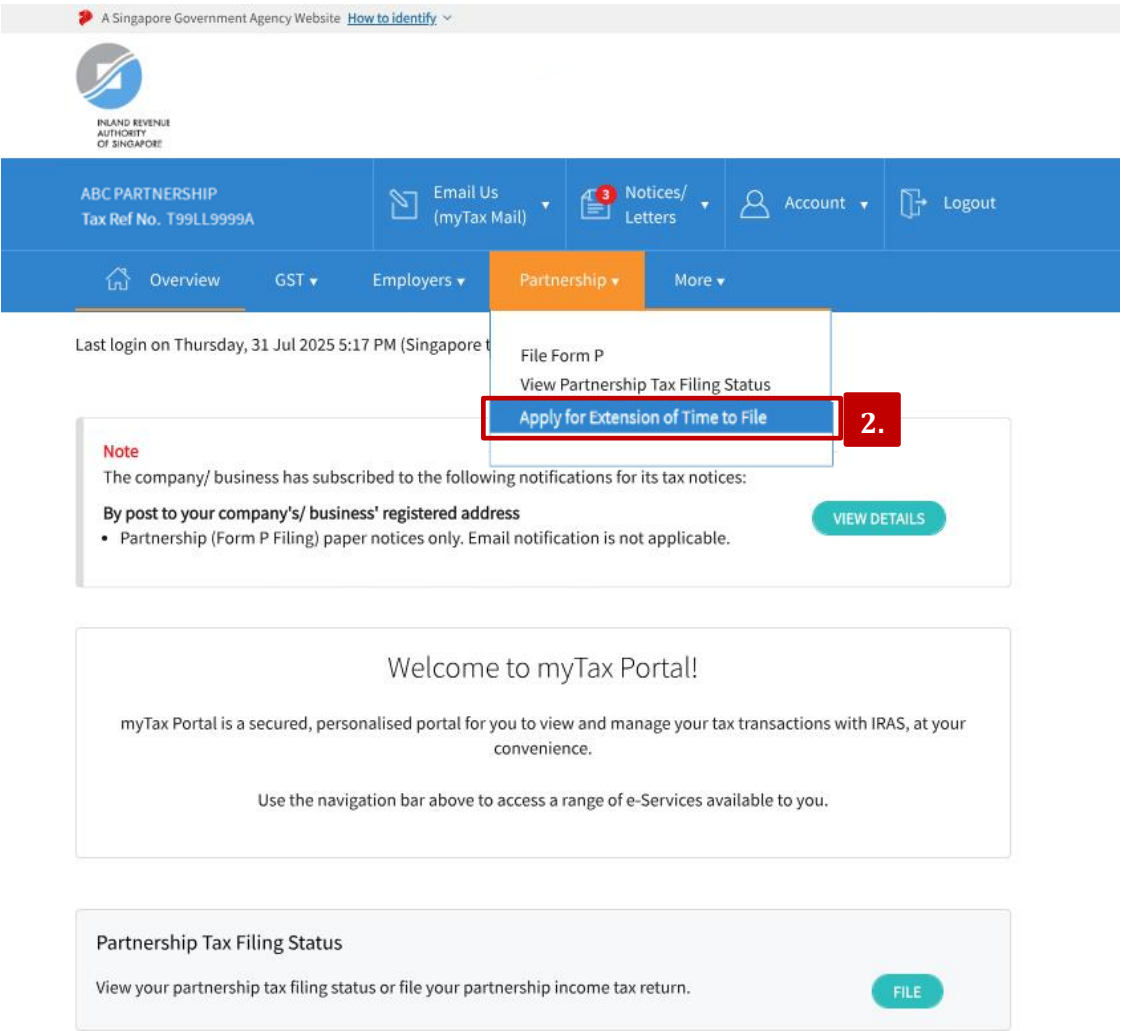 A Singapore Government Agency Website How to identify
INLAND REVENUE
AUTHORITY
OF SINGAPORE
ABC PARTNERSHIP
Tax Ref No. T99LL9999A
Email Us
(myTax Mail)
3
Notices/
Letters
Account
Logout
Overview
GST
Employers
Partnership
More
Last login on Thursday, 31 Jul 2025 5:17 PM (Singapore t
File Form P
View Partnership Tax Filing Status
Apply for Extension of Time to File
2.
Note
The company/ business has subscribed to the following notifications for its tax notices:
By post to your company's/ business' registered address
• Partnership (Form P Filing) paper notices only. Email notification is not applicable.
VIEW DETAILS
Welcome to myTax Portal!
myTax Portal is a secured, personalised portal for you to view and manage your tax transactions with IRAS, at your
convenience.
Use the navigation bar above to access a range of e-Services available to you.
Partnership Tax Filing Status
View your partnership tax filing status or file your partnership income tax return.
FILE